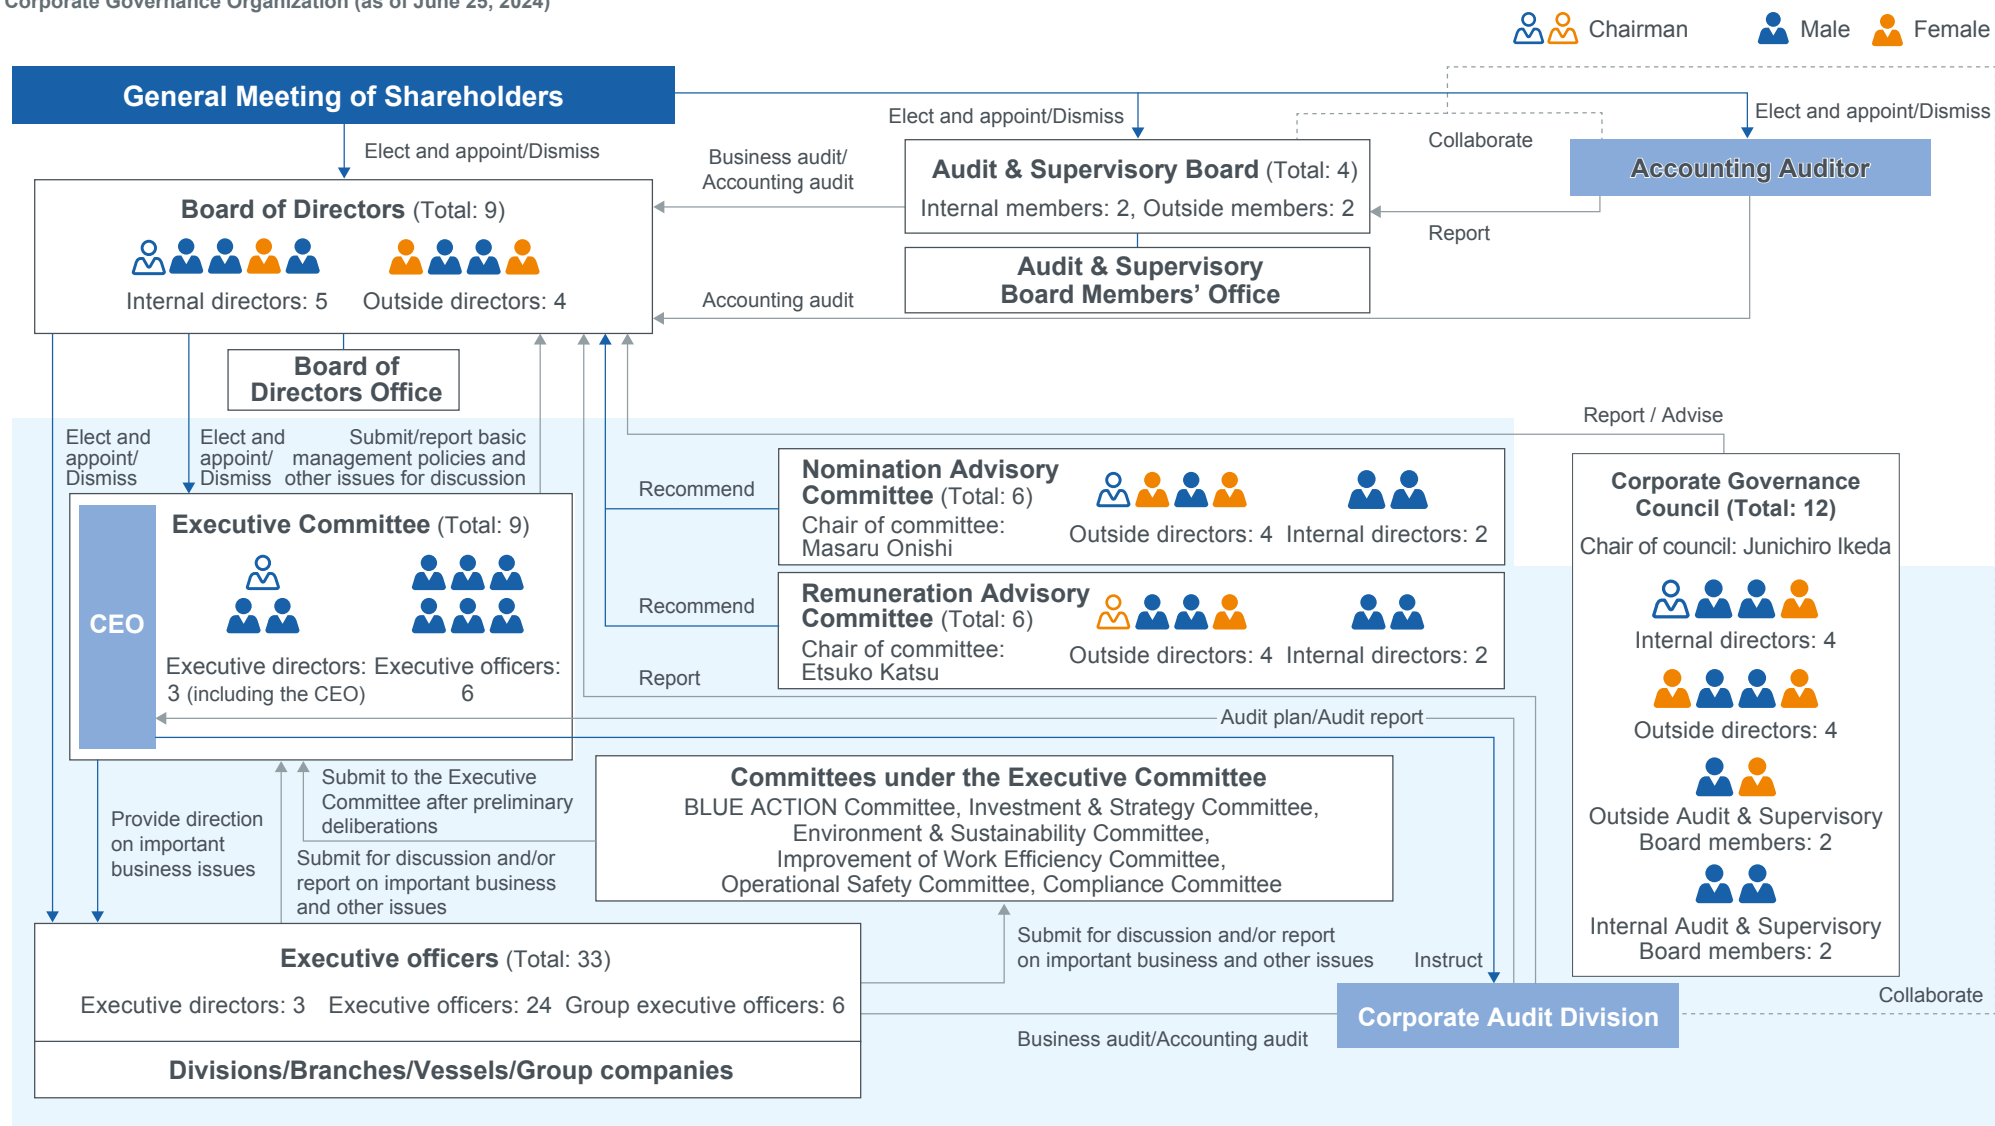 Corporate Governance Organization (as of June 25, 2024)
Chairman
Male
Female
General Meeting of Shareholders
Elect and appoint/Dismiss
Elect and appoint/Dismiss
Elect and appoint/Dismiss
Collaborate
Business audit/
Accounting audit
Audit & Supervisory Board (Total: 4)
Internal members: 2, Outside members: 2
Accounting Auditor
Report
Board of Directors (Total: 9)
Internal directors: 5
Outside directors: 4
Audit & Supervisory
Board Members’ Office
Accounting audit
Board of
Directors Office
Elect and
appoint/
Dismiss
Elect and
appoint/
Dismiss
Submit/report basic
management policies and
other issues for discussion
Report / Advise
Recommend
Nomination Advisory
Committee (Total: 6)
Chair of committee:
Masaru Onishi
Outside directors: 4
Internal directors: 2
Recommend
Remuneration Advisory
Committee (Total: 6)
Chair of committee:
Etsuko Katsu
Outside directors: 4
Internal directors: 2
Corporate Governance
Council (Total: 12)
Chair of council: Junichiro Ikeda
Internal directors: 4
Outside directors: 4
Outside Audit & Supervisory
Board members: 2
Internal Audit & Supervisory
Board members: 2
CEO
Executive Committee (Total: 9)
Executive directors:
3 (including the CEO)
Executive officers:
6
Report
Audit plan/Audit report
Provide direction
on important
business issues
Submit to the Executive
Committee after preliminary
deliberations
Submit for discussion and/or
report on important business
and other issues
Committees under the Executive Committee
BLUE ACTION Committee, Investment & Strategy Committee,
Environment & Sustainability Committee,
Improvement of Work Efficiency Committee,
Operational Safety Committee, Compliance Committee
Submit for discussion and/or report
on important business and other issues
Instruct
Executive officers (Total: 33)
Executive directors: 3
Executive officers: 24
Group executive officers: 6
Divisions/Branches/Vessels/Group companies
Business audit/Accounting audit
Corporate Audit Division
Collaborate